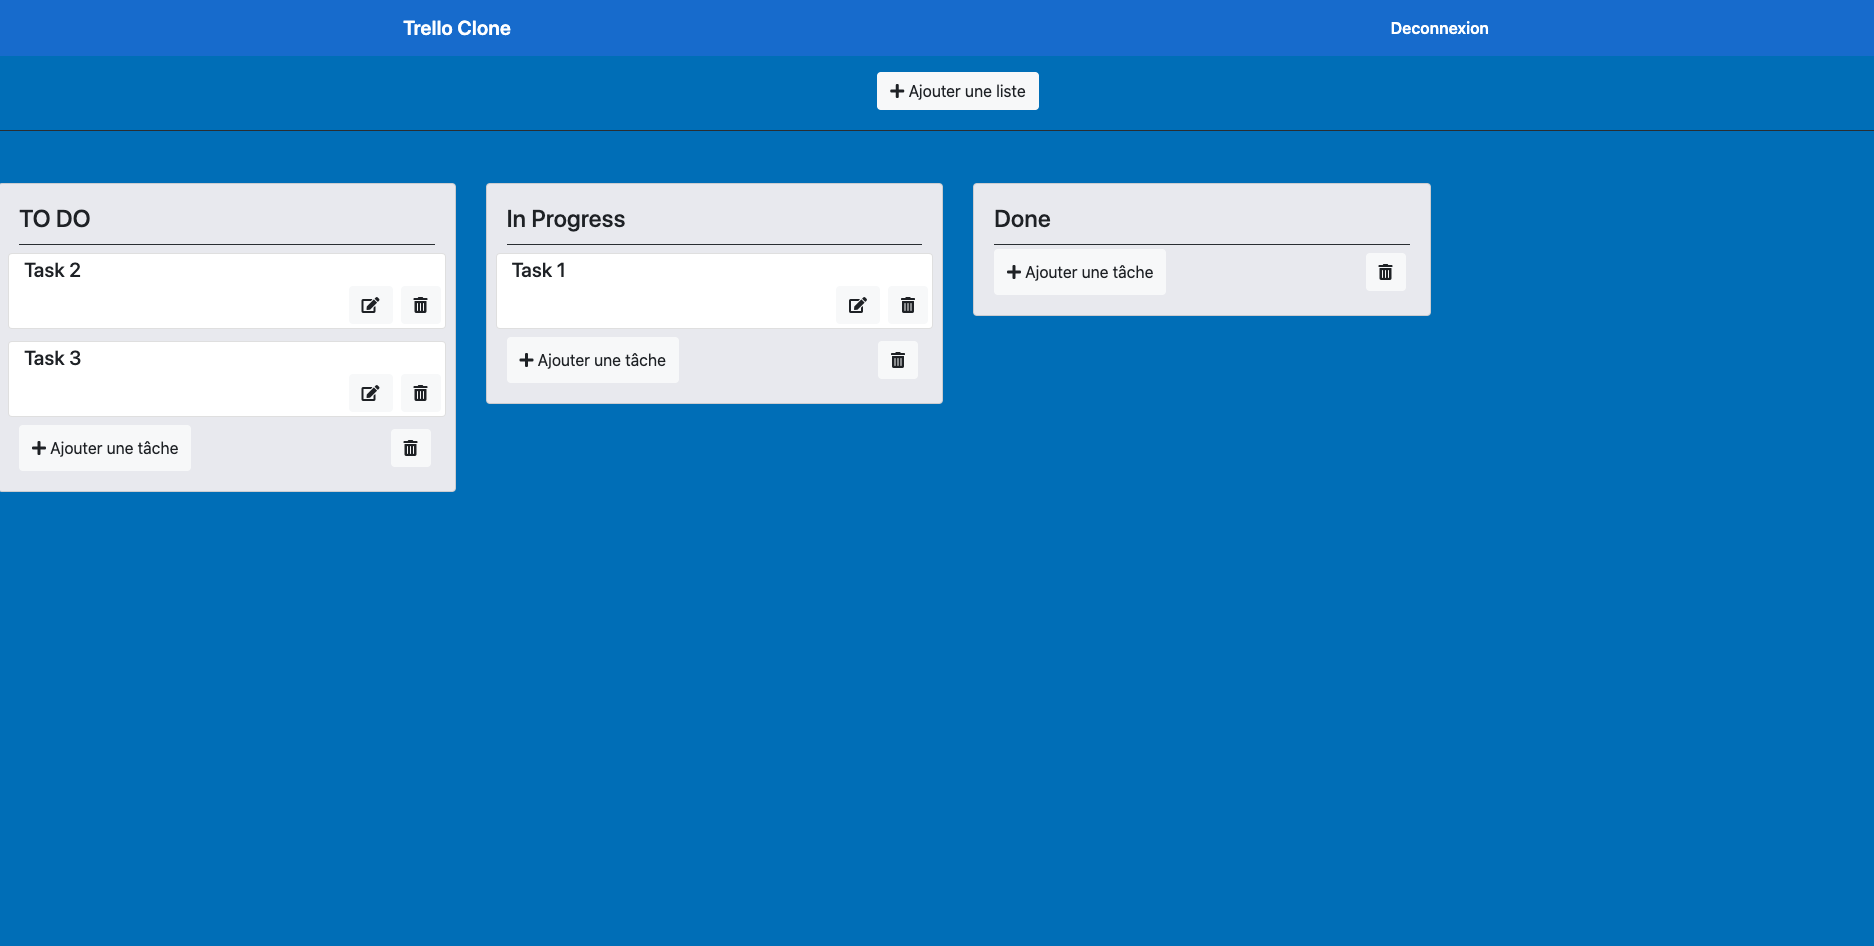 Trello Clone
Deconnexion
Ajouter une liste
TO DO
Task 2
Task 3
Ajouter une tâche
In Progress
Task 1
Ajouter une tâche
Done
Ajouter une tâche